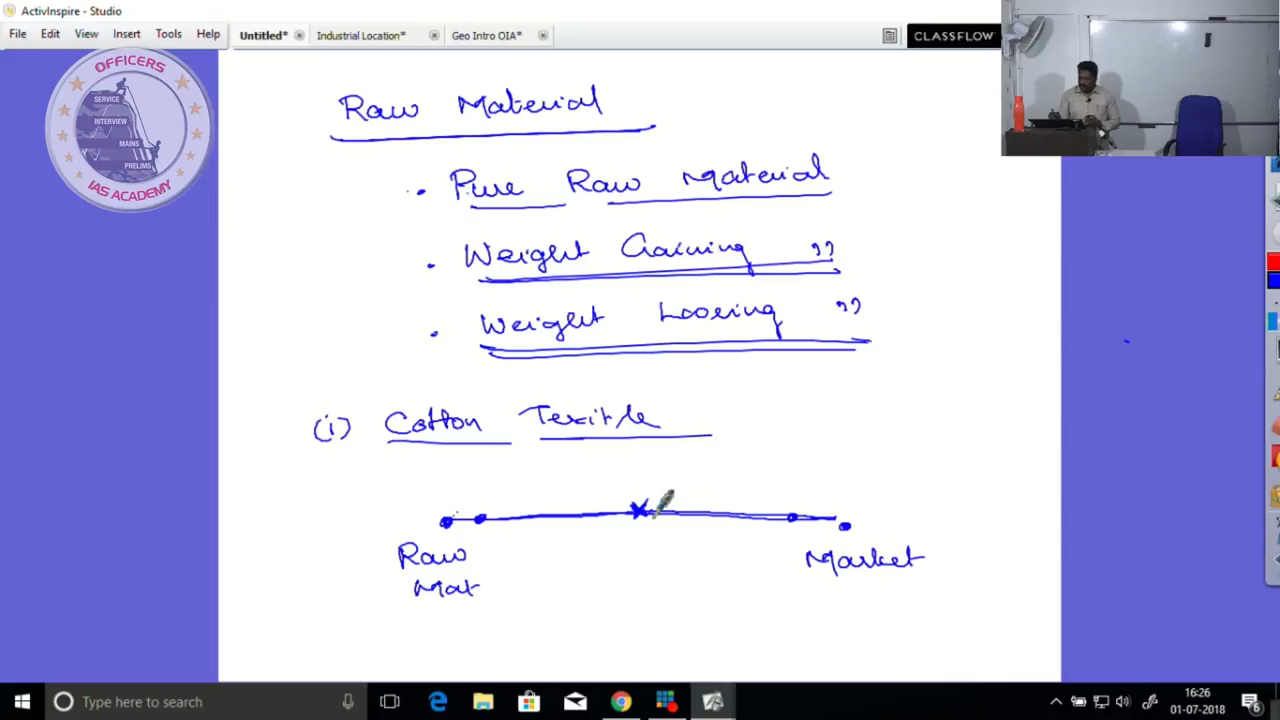 ActivInspire - Studio
File Edit View Insert Tools Help Untitled* Industrial Location* Geo Intro OIA* CLASSFLOW
OFFICERS
SERVICE
INTERVIEW
MAINS
PRELIMS
IAS ACADEMY
Raw Material
• Pure Raw Material
• Weight Gaining ,,
• Weight Loosing ,,
(i) Cotton Texitle
Raw Market
Mat
Type here to search
16:26
01-07-2018
6